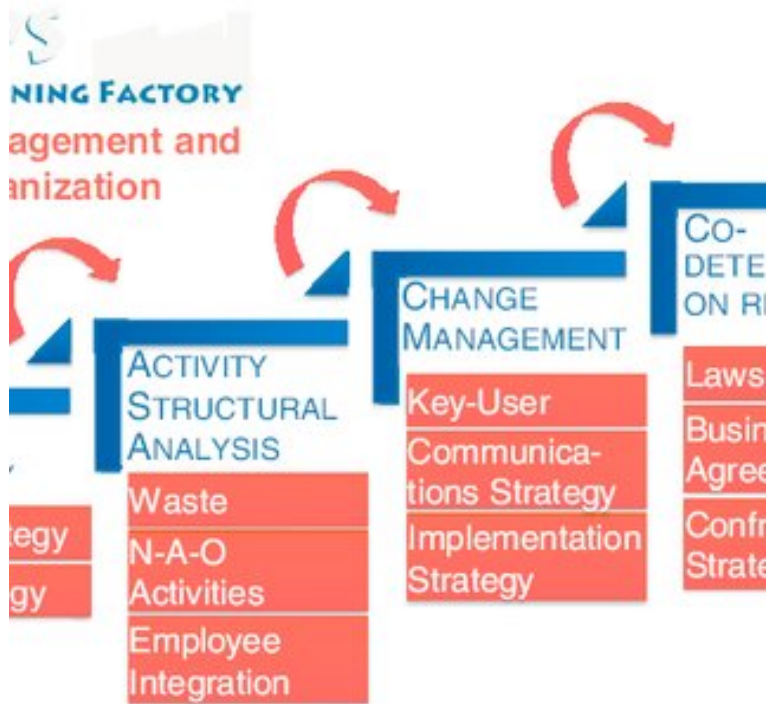 NING FACTORY
agement and
anization
ACTIVITY
STRUCTURAL
ANALYSIS
Waste
N-A-O
Activities
Employee
Integration
CHANGE
MANAGEMENT
Key-User
Communica-
tions Strategy
Implementation
Strategy
CO-
DETE
ON RI
Laws
Busin
Agree
Confr
Strate
tegy
gy